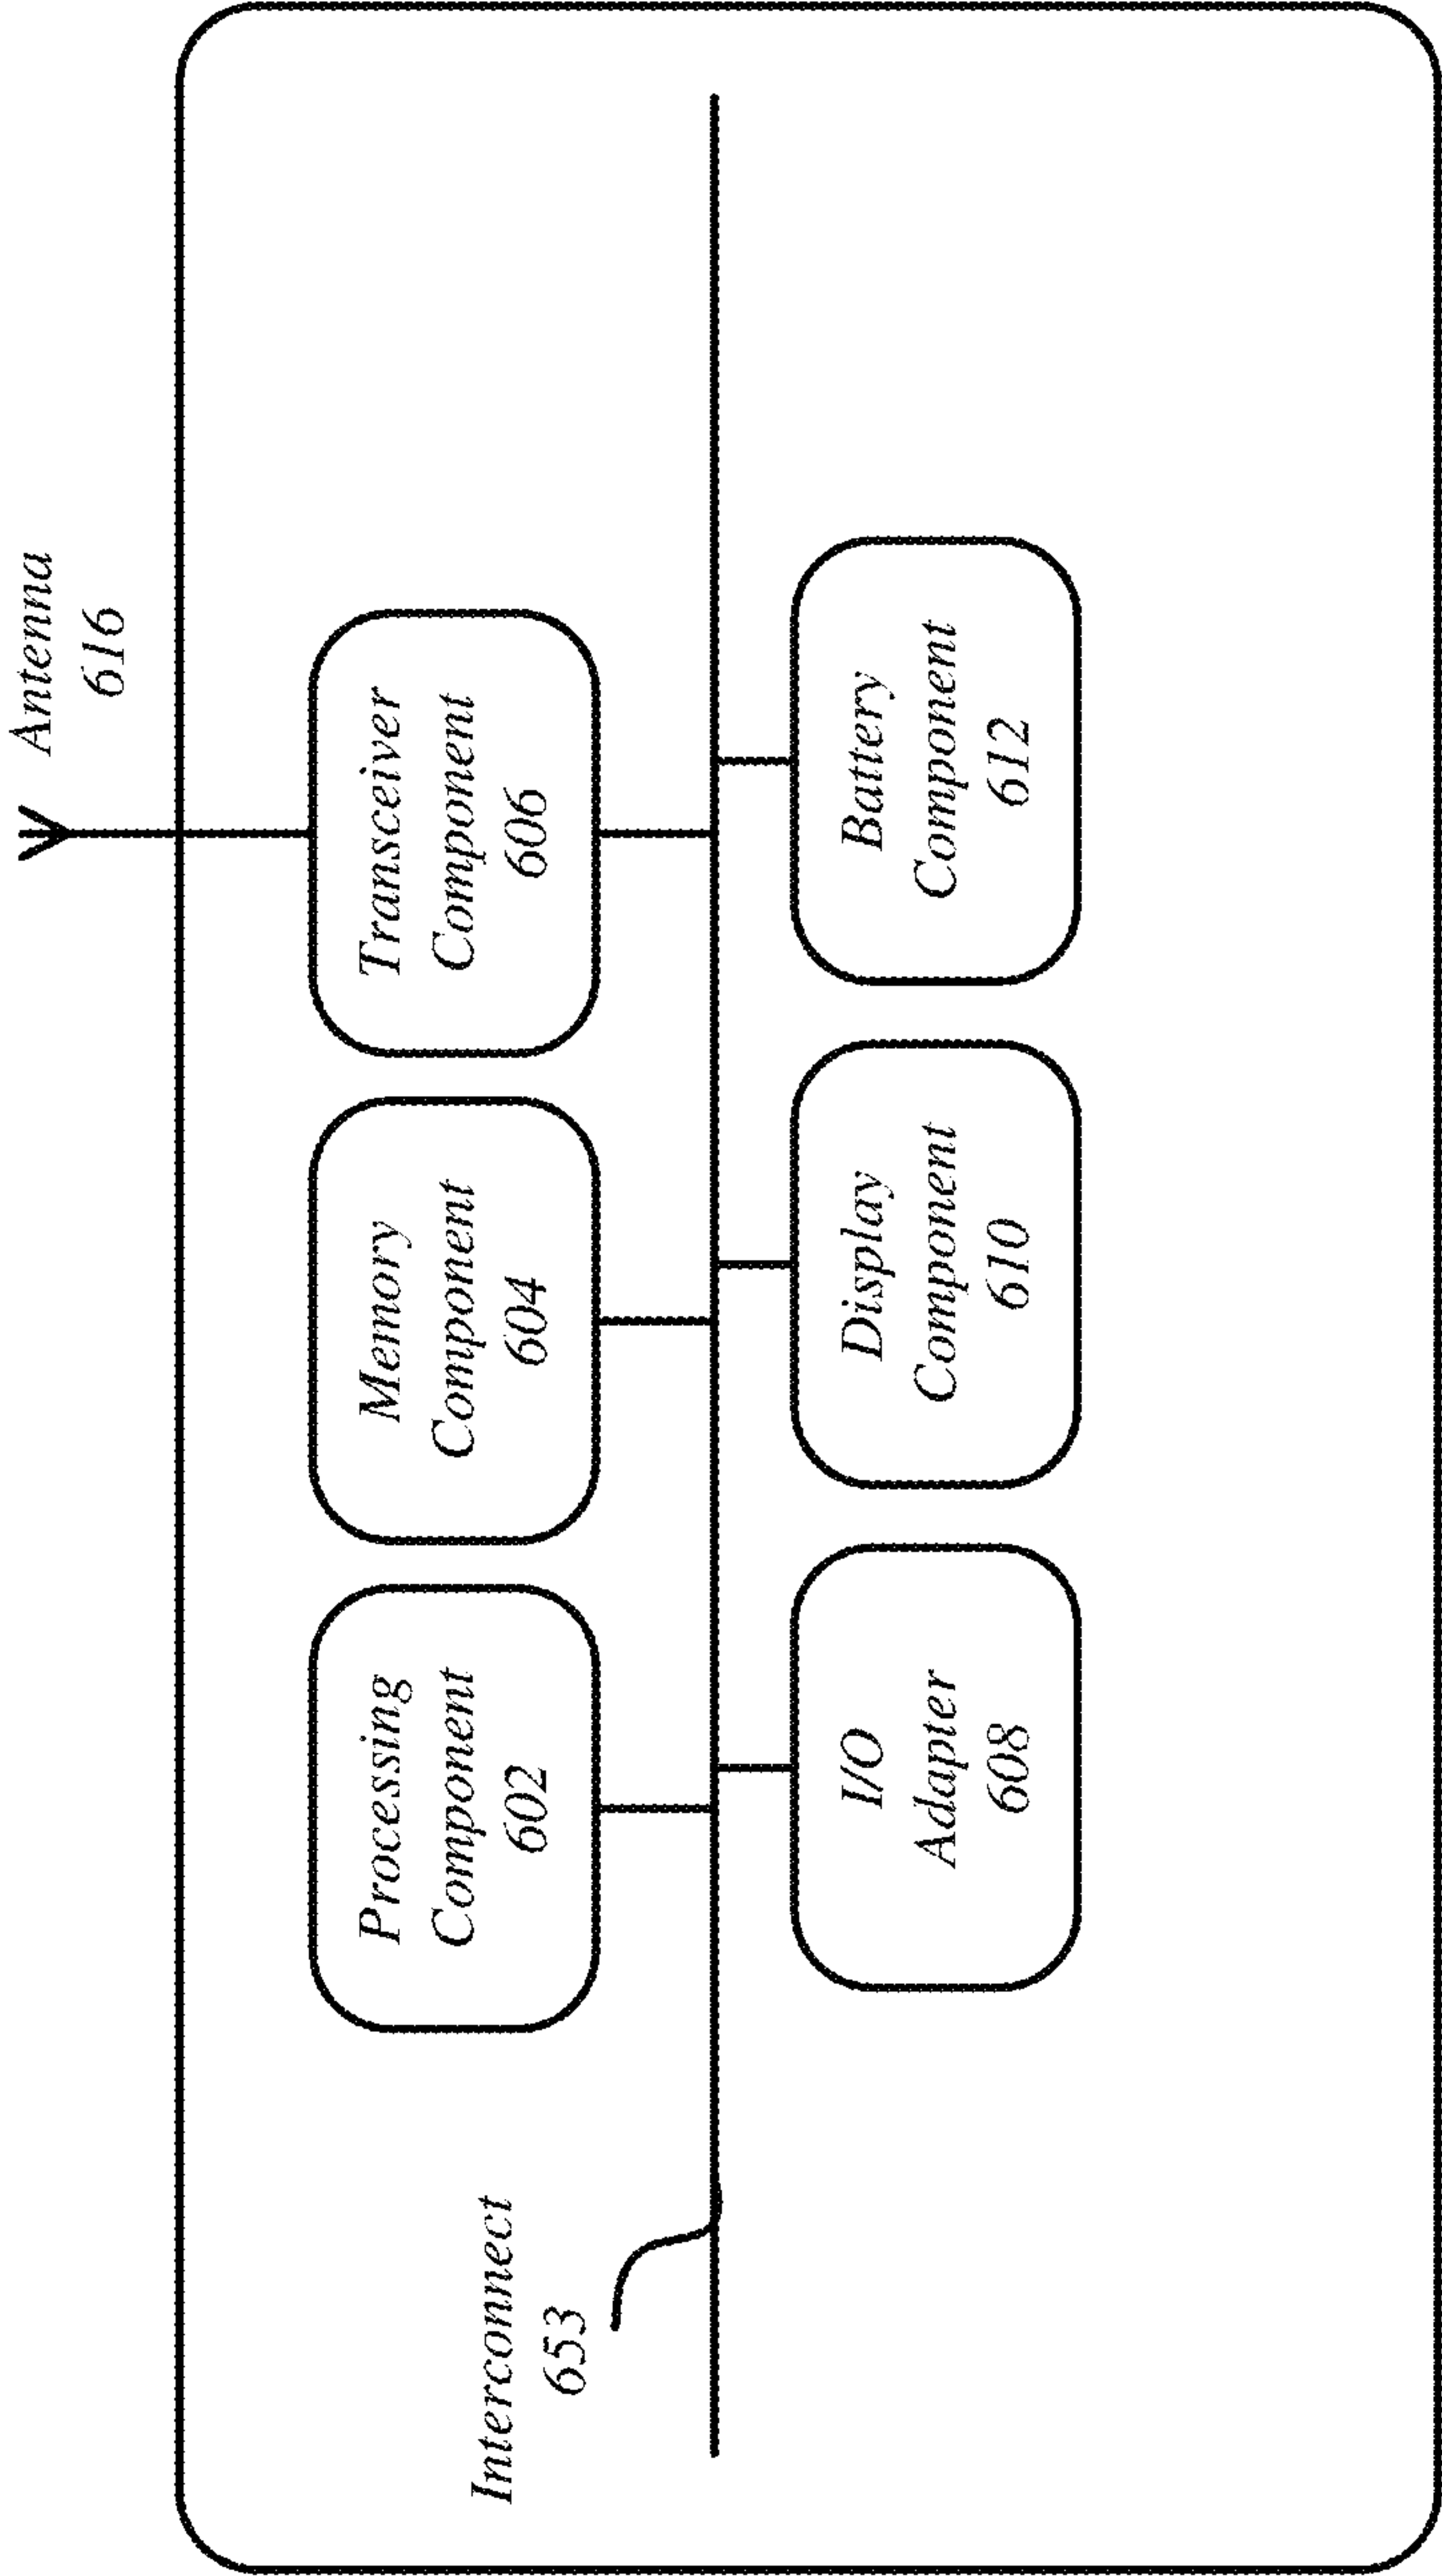 Antenna
616
Interconnect
653
Processing
Component
602
Memory
Component
604
Transceiver
Component
606
I/O
Adapter
608
Display
Component
610
Battery
Component
612